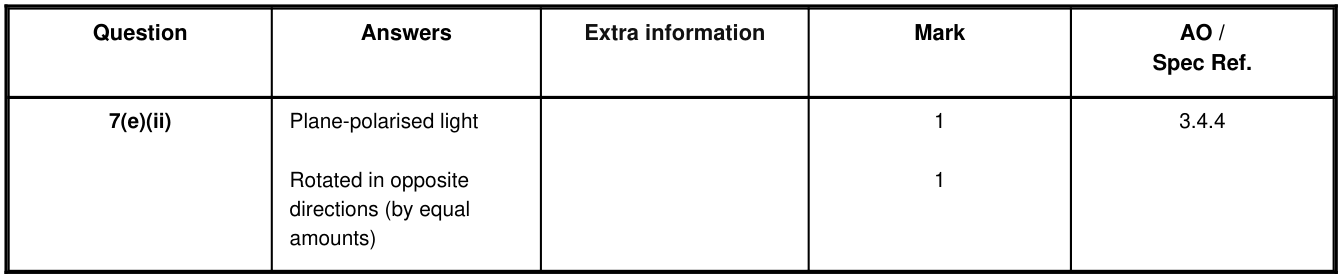 Question Answers Extra information Mark AO /
Spec Ref.
7(e)(ii) Plane-polarised light 1 3.4.4
Rotated in opposite 1
directions (by equal
amounts)